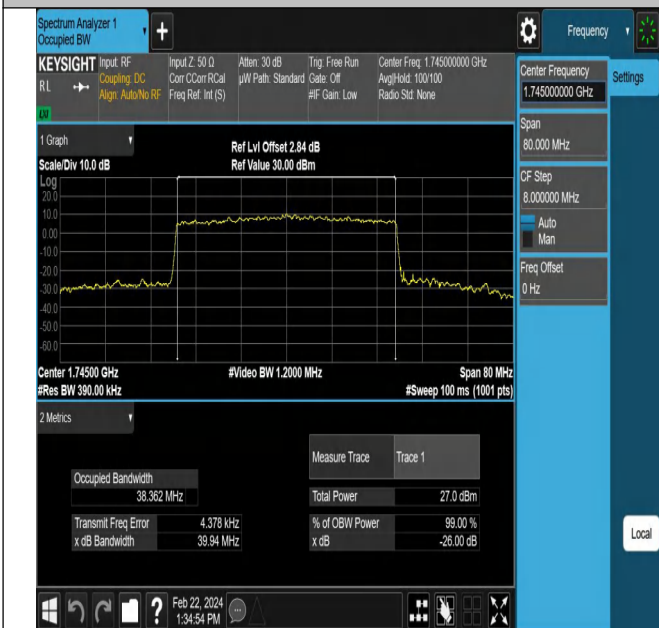 Spectrum Analyzer 1
Occupied BW
Frequency
KEYSIGHT
RL
Input: RF
Coupling: DC
Align: Auto/No RF
Input Z: 50 Ω
Corr CCorr RCal
Freq Ref: Int (S)
Atten: 30 dB
µW Path: Standard
Trig: Free Run
Gate: Off
#IF Gain: Low
Center Freq: 1.745000000 GHz
Avg|Hold: 100/100
Radio Std: None
LXI
Center Frequency
1.745000000 GHz
Settings
Span
80.000 MHz
CF Step
8.000000 MHz
Auto
Man
Freq Offset
0 Hz
1 Graph
Scale/Div 10.0 dB
Ref Lvl Offset 2.84 dB
Ref Value 30.00 dBm
Log
20.0
10.0
0.00
-10.0
-20.0
-30.0
-40.0
-50.0
-60.0
Center 1.74500 GHz
#Video BW 1.2000 MHz
Span 80 MHz
#Res BW 390.00 kHz
#Sweep 100 ms (1001 pts)
2 Metrics
Measure Trace
Trace 1
Occupied Bandwidth
38.362 MHz
Total Power
27.0 dBm
Transmit Freq Error
4.378 kHz
% of OBW Power
99.00 %
x dB Bandwidth
39.94 MHz
x dB
-26.00 dB
Local
Feb 22, 2024
1:34:54 PM